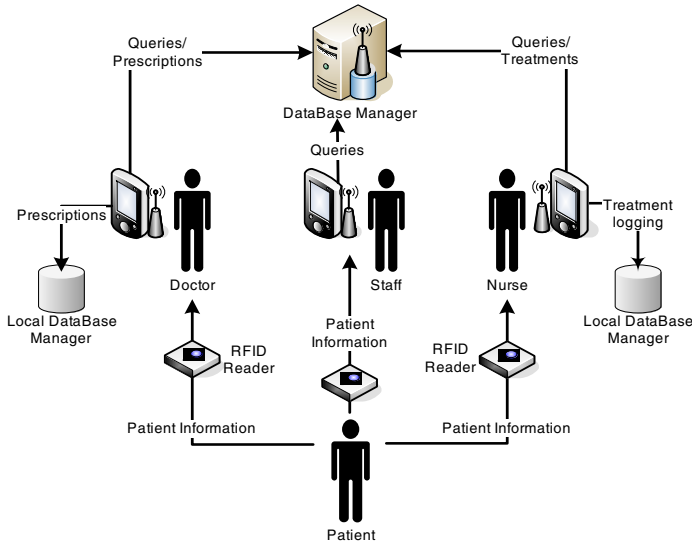 Queries/
Prescriptions
Queries/
Treatments
DataBase Manager
Queries
Prescriptions
Treatment
logging
Doctor
Staff
Nurse
Local DataBase
Manager
Local DataBase
Manager
RFID
Reader
Patient
Information
RFID
Reader
Patient Information
Patient Information
Patient